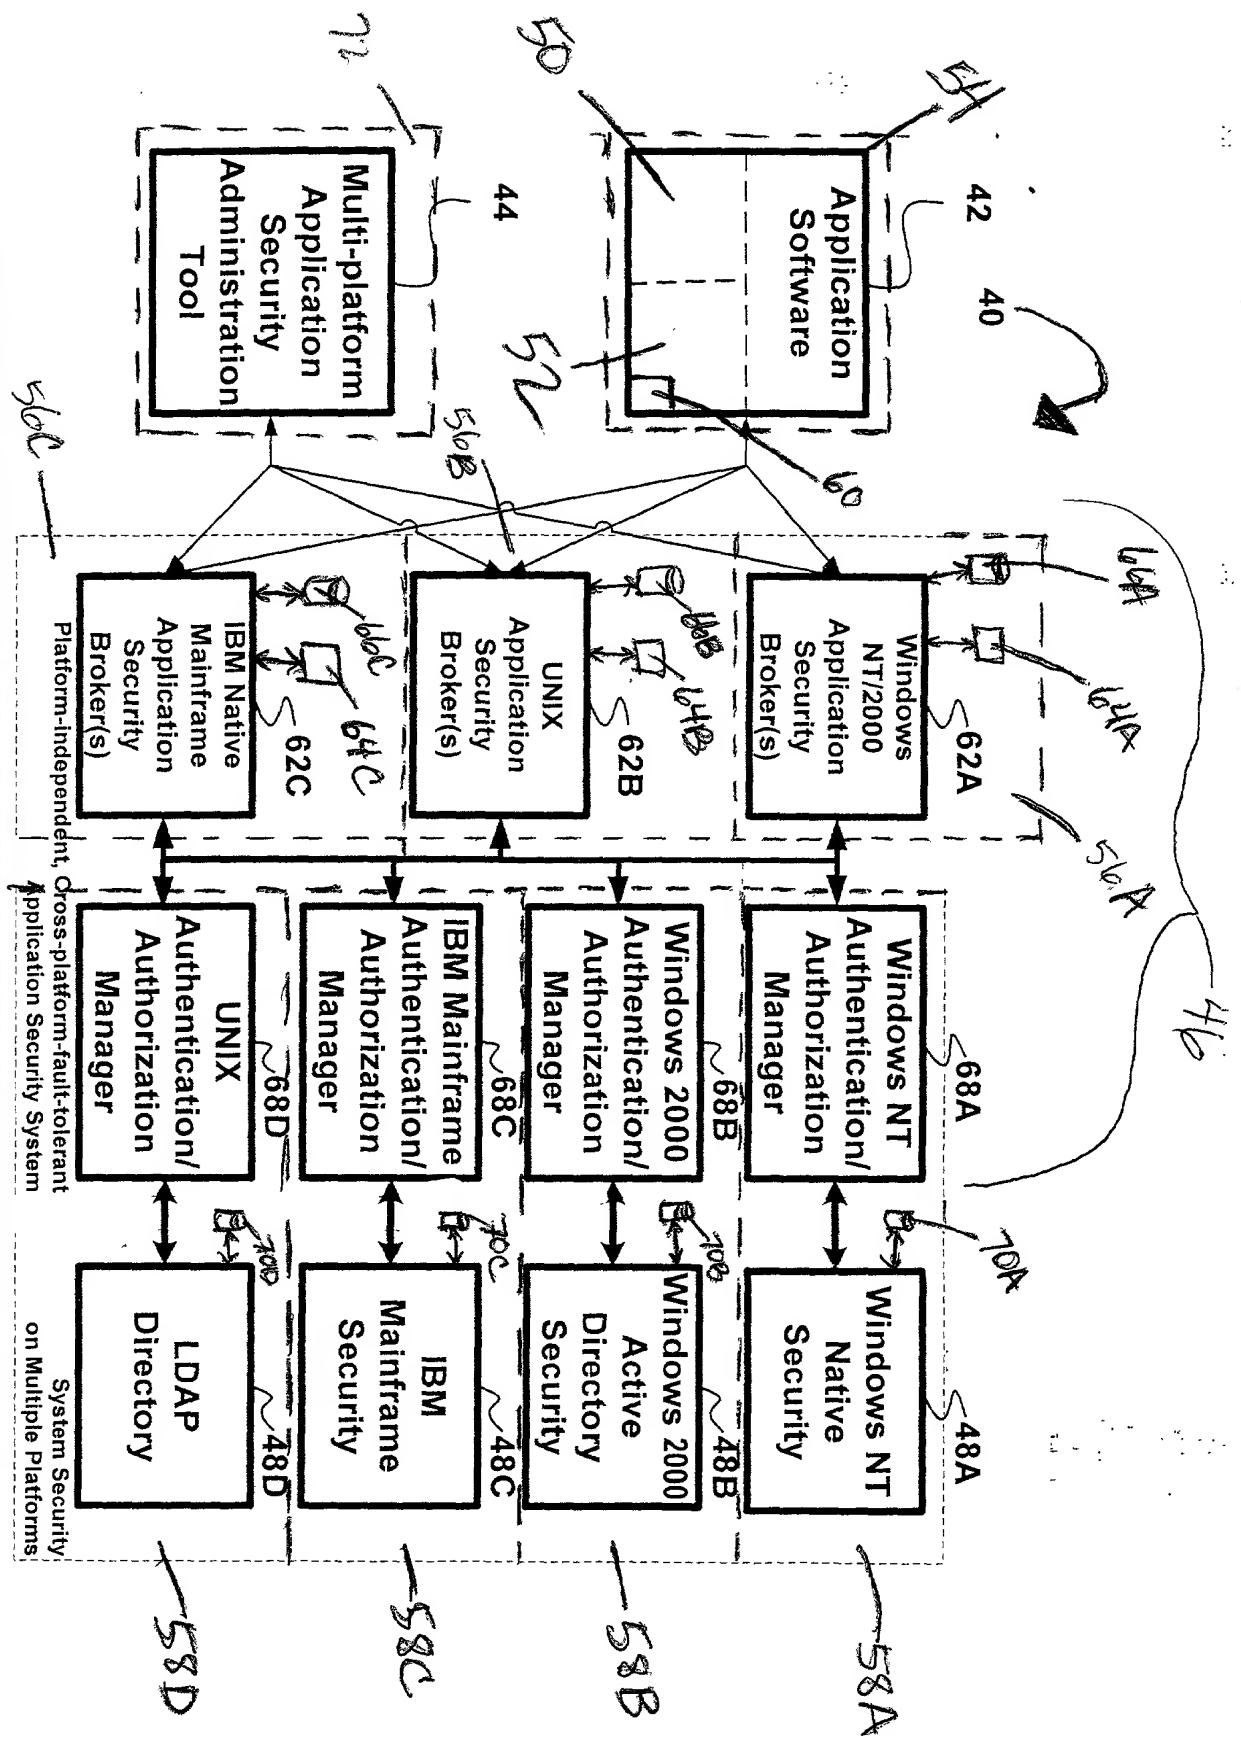 40
46
54
42
Application
Software
50
52
60
72
44
Multi-platform
Application
Security
Administration
Tool
66A
64A
62A
56A
Windows
NT/2000
Application
Security
Broker(s)
56B
66B
64B
62B
UNIX
Application
Security
Broker(s)
56C
66C
64C
62C
IBM Native
Mainframe
Application
Security
Broker(s)
Platform-independent, Cross-platform-fault-tolerant
Application Security System
68A
Windows NT
Authentication/
Authorization
Manager
68B
Windows 2000
Authentication/
Authorization
Manager
68C
IBM Mainframe
Authentication/
Authorization
Manager
68D
UNIX
Authentication/
Authorization
Manager
70A
48A
Windows NT
Native
Security
70B
48B
Windows 2000
Active
Directory
Security
70C
48C
IBM
Mainframe
Security
70D
48D
LDAP
Directory
System Security
on Multiple Platforms
58A
58B
58C
58D